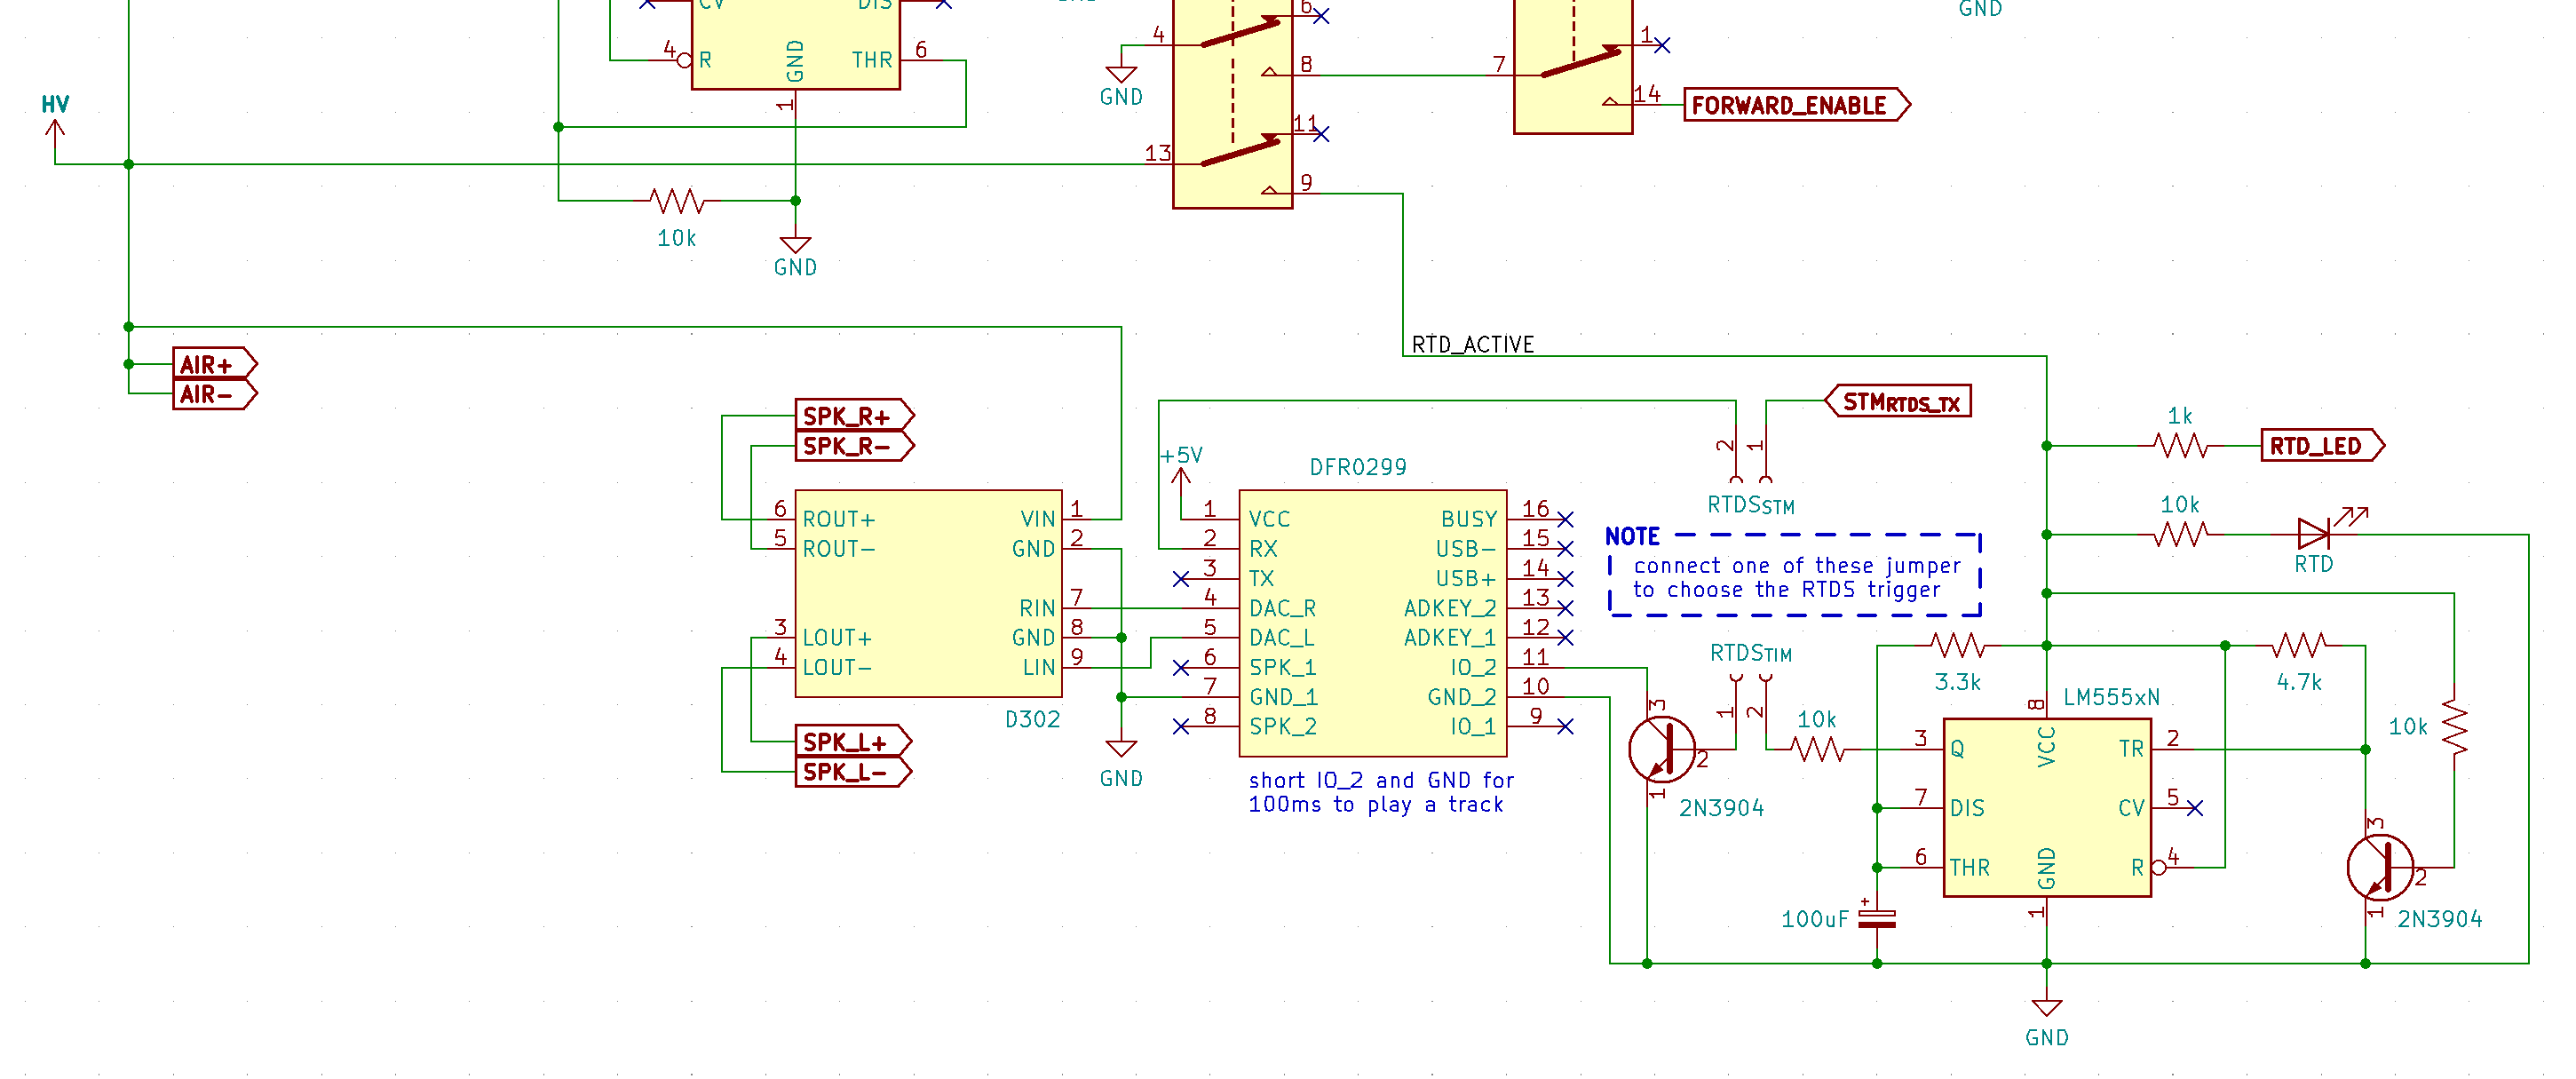 CV
DIS
4
R
GND
THR
6
1
GND
10k
GND
HV
AIR+
AIR-
GND
4
6
8
13
11
9
7
1
14
FORWARD_ENABLE
GND
RTD_ACTIVE
SPK_R+
SPK_R-
6
ROUT+
VIN
1
5
ROUT-
GND
2
RIN
7
3
LOUT+
GND
8
4
LOUT-
LIN
9
D302
SPK_L+
SPK_L-
GND
+5V
DFR0299
1
VCC
BUSY
16
2
RX
USB-
15
3
TX
USB+
14
4
DAC_R
ADKEY_2
13
5
DAC_L
ADKEY_1
12
6
SPK_1
IO_2
11
7
GND_1
GND_2
10
8
SPK_2
IO_1
9
short IO_2 and GND for
100ms to play a track
STMRTDS_TX
2
1
RTDSSTM
NOTE
connect one of these jumper
to choose the RTDS trigger
RTDSTIM
1
2
10k
3
2
1
2N3904
1k
RTD_LED
10k
RTD
3.3k
4.7k
LM555xN
8
3
Q
VCC
TR
2
7
DIS
CV
5
6
THR
GND
R
4
1
100uF
+
10k
3
2
1
2N3904
GND